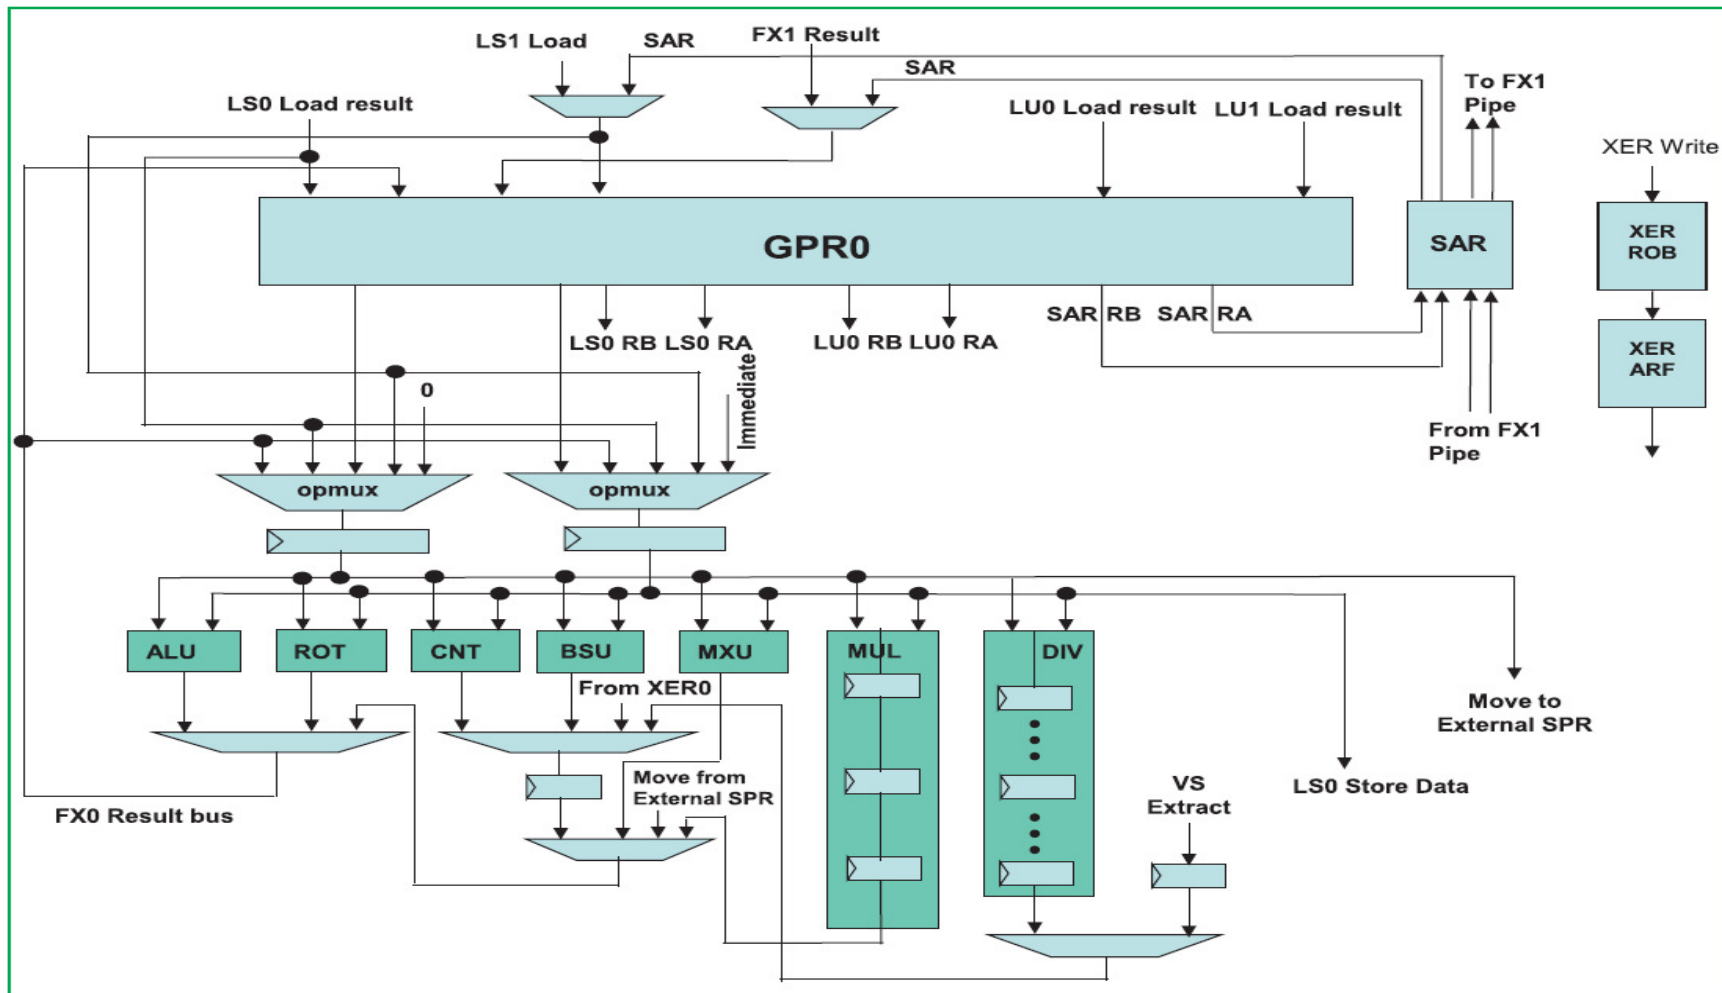 LS1 Load
SAR
FX1 Result
SAR
To FX1
Pipe
LS0 Load result
LU0 Load result
LU1 Load result
XER Write
GPR0
SAR
XER
ROB
SAR RB
SAR RA
LS0 RB
LS0 RA
LU0 RB
LU0 RA
XER
ARF
0
Immediate
From FX1
Pipe
opmux
opmux
ALU
ROT
CNT
BSU
MXU
MUL
DIV
From XER0
Move to
External SPR
Move from
External SPR
VS
Extract
LS0 Store Data
FX0 Result bus